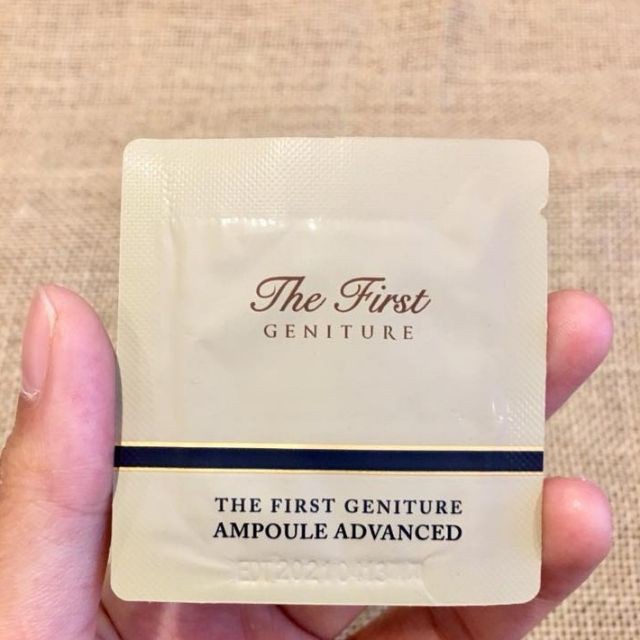 The First
GENITURE
THE FIRST GENITURE
AMPOULE ADVANCED